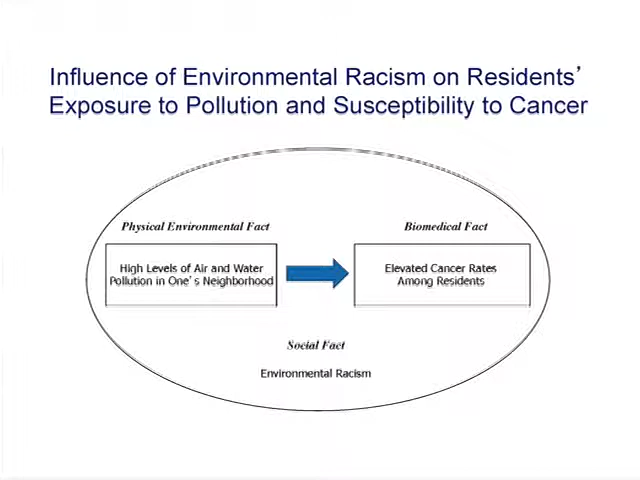 Influence of Environmental Racism on Residents’
Exposure to Pollution and Susceptibility to Cancer
Physical Environmental Fact
High Levels of Air and Water
Pollution in One’s Neighborhood
Biomedical Fact
Elevated Cancer Rates
Among Residents
Social Fact
Environmental Racism